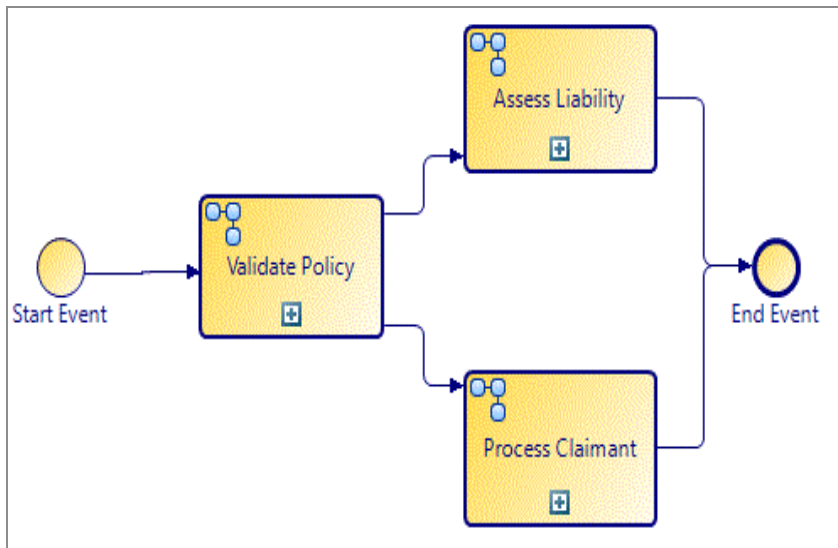 Assess Liability
Validate Policy
Start Event
End Event
Process Claimant